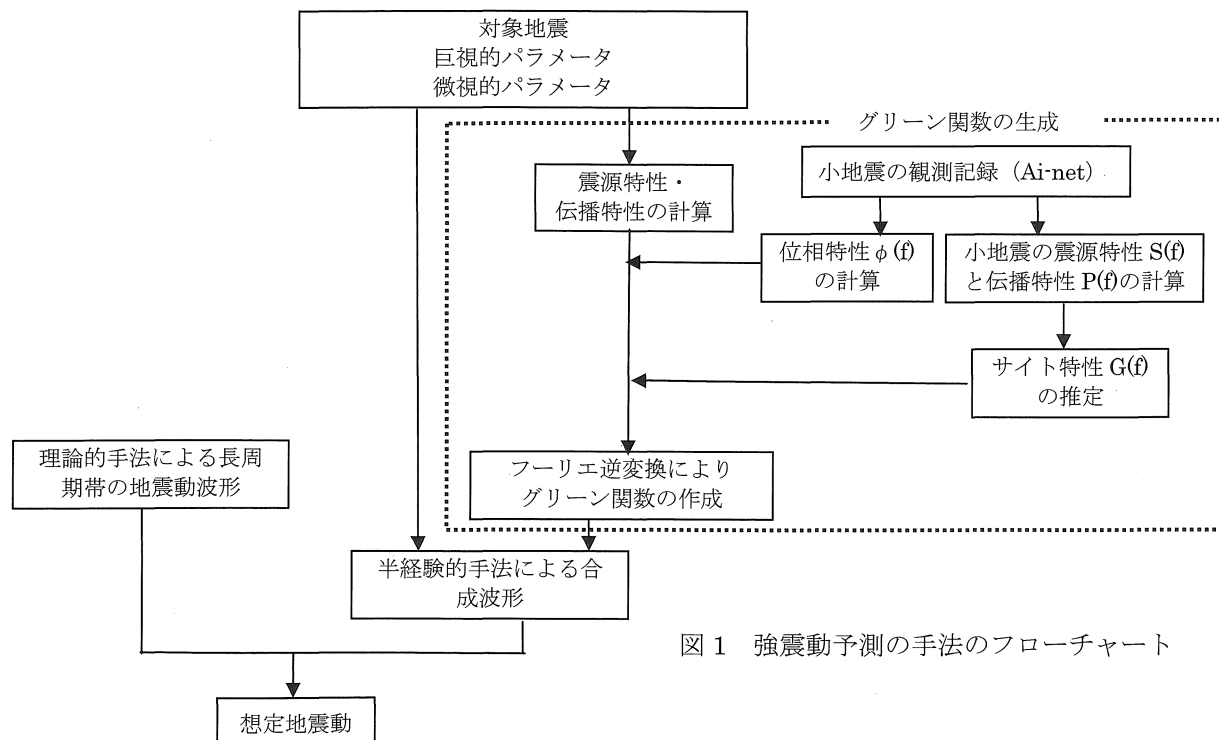 対象地震
巨視的パラメータ
微視的パラメータ
グリーン関数の生成
震源特性・
伝播特性の計算
小地震の観測記録（Ai-net）
位相特性φ(f)
の計算
小地震の震源特性 S(f)
と伝播特性 P(f)の計算
サイト特性 G(f)
の推定
理論的手法による長周
期帯の地震動波形
フーリエ逆変換により
グリーン関数の作成
半経験的手法による合
成波形
図 1　強震動予測の手法のフローチャート
想定地震動